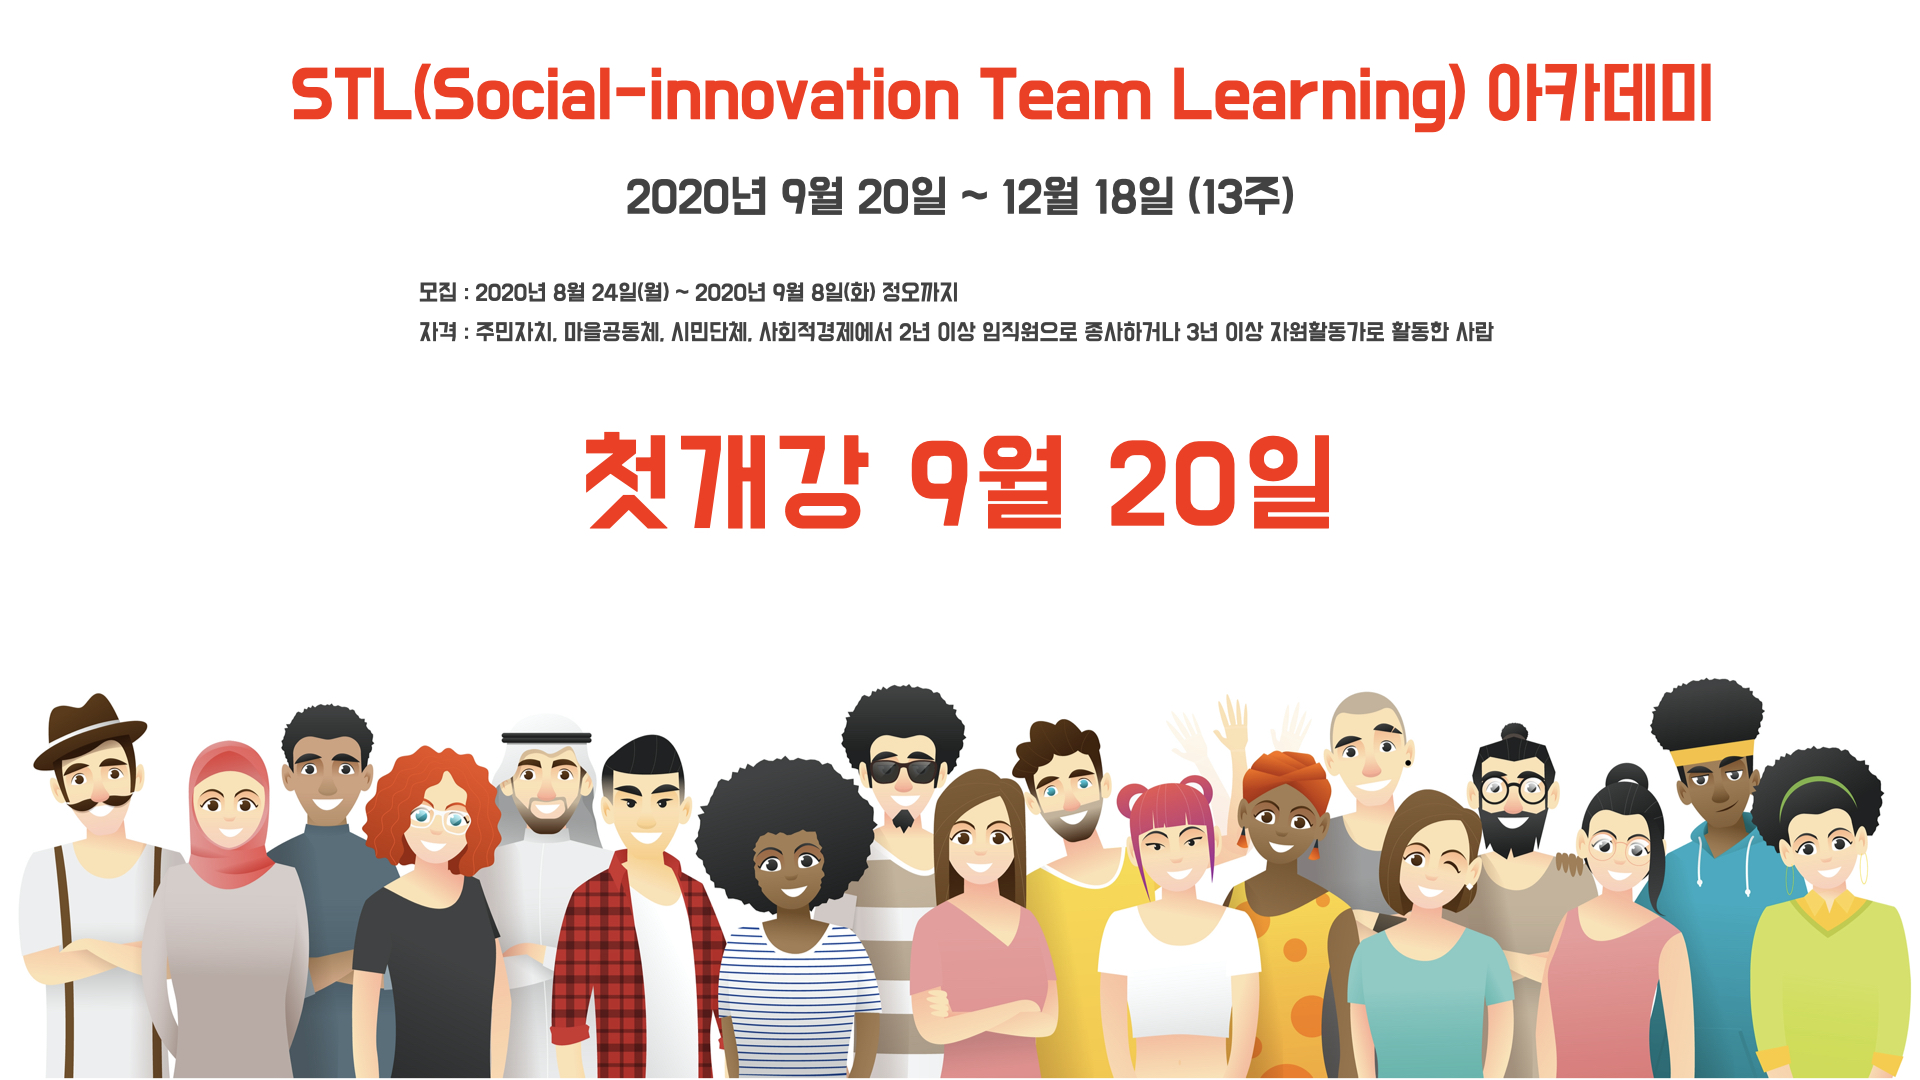 STL(Social-innovation Team Learning) 아카데미
2020년 9월 20일 ~ 12월 18일 (13주)
모집 : 2020년 8월 24일(월) ~ 2020년 9월 8일(화) 정오까지
자격 : 주민자치, 마을공동체, 시민단체, 사회적경제에서 2년 이상 임직원으로 종사하거나 3년 이상 자원활동가로 활동한 사람
첫개강 9월 20일